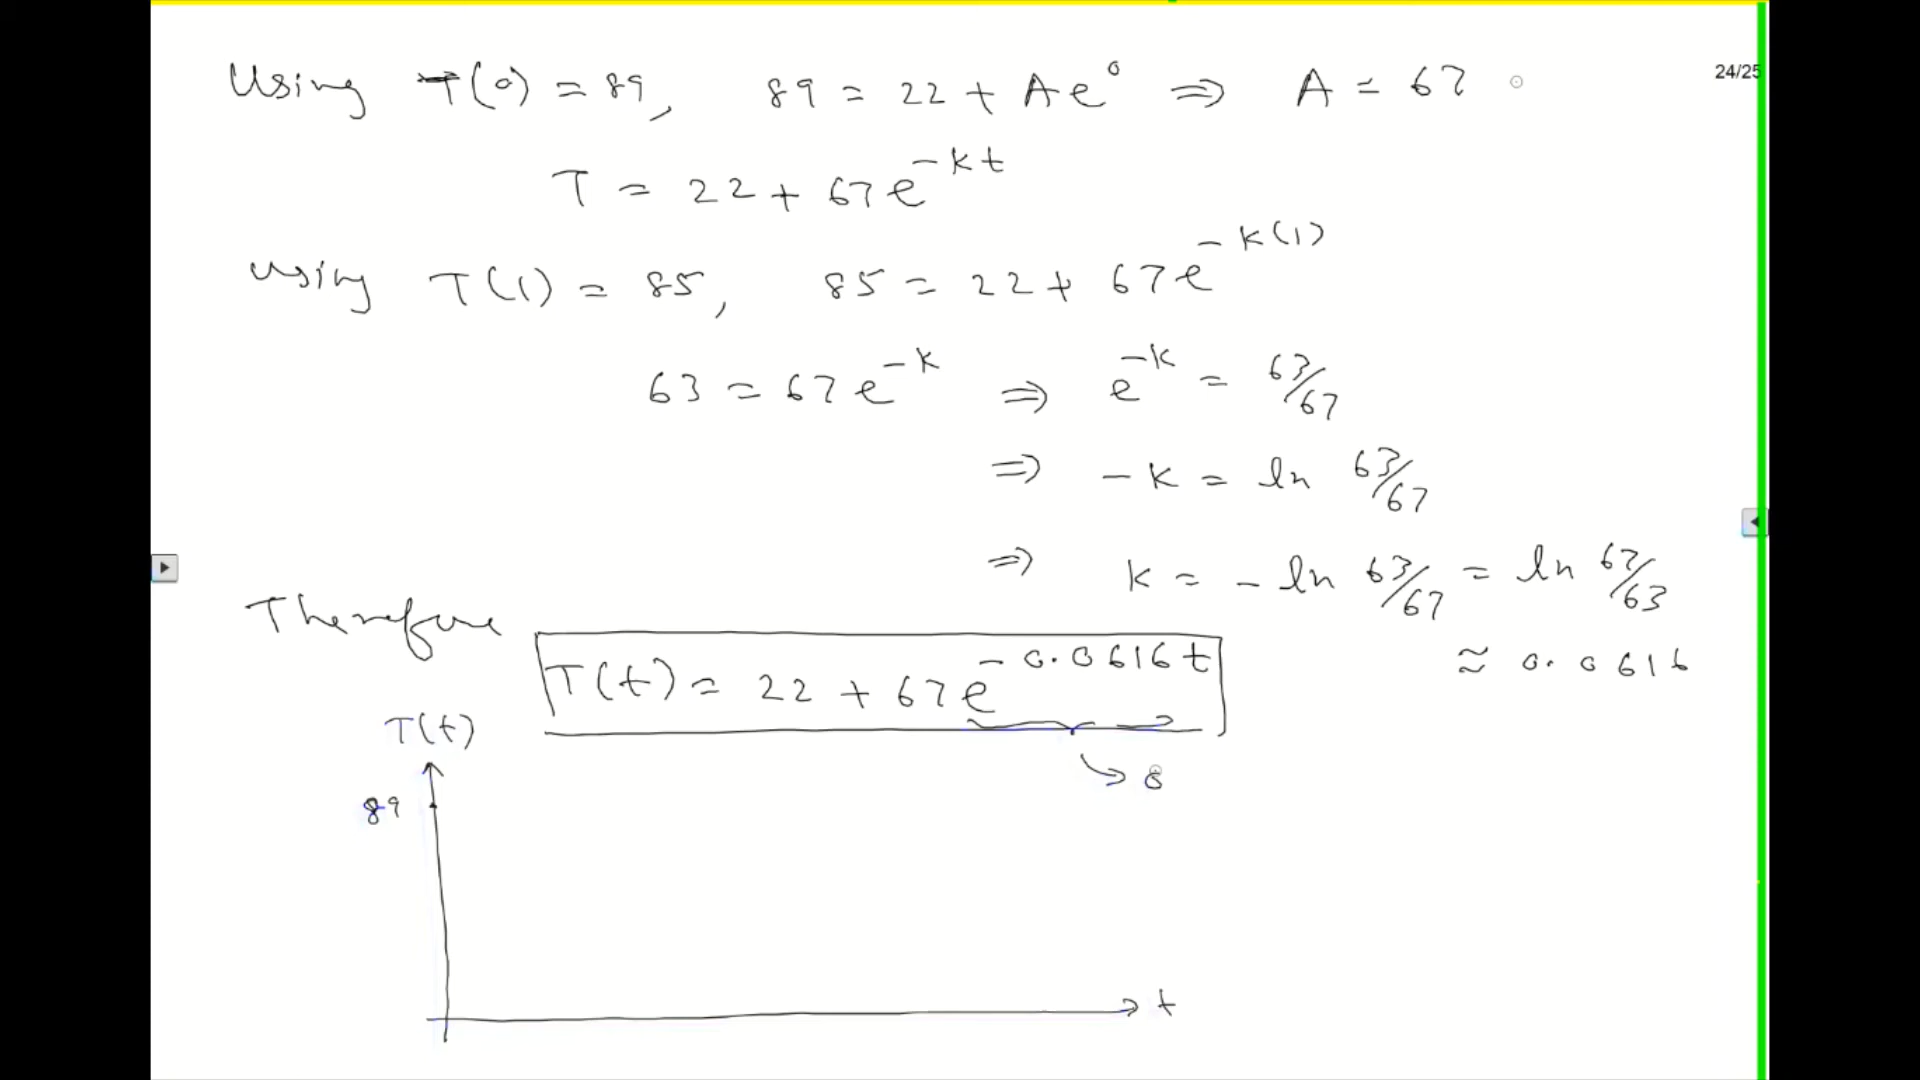 Using T(0) = 89, 89 = 22 + Ae⁰ ⇒ A = 67
24/25
T = 22 + 67e^{-kt}
Using T(1) = 85, 85 = 22 + 67e^{-k(1)}
63 = 67e^{-k} ⇒ e^{-k} = 63/67
⇒ -k = ln 63/67
⇒ k = - ln 63/67 = ln 67/63
≈ 0.0616
Therefore
T(t) = 22 + 67e^{-0.0616t}
→ 0
T(t)
89
t